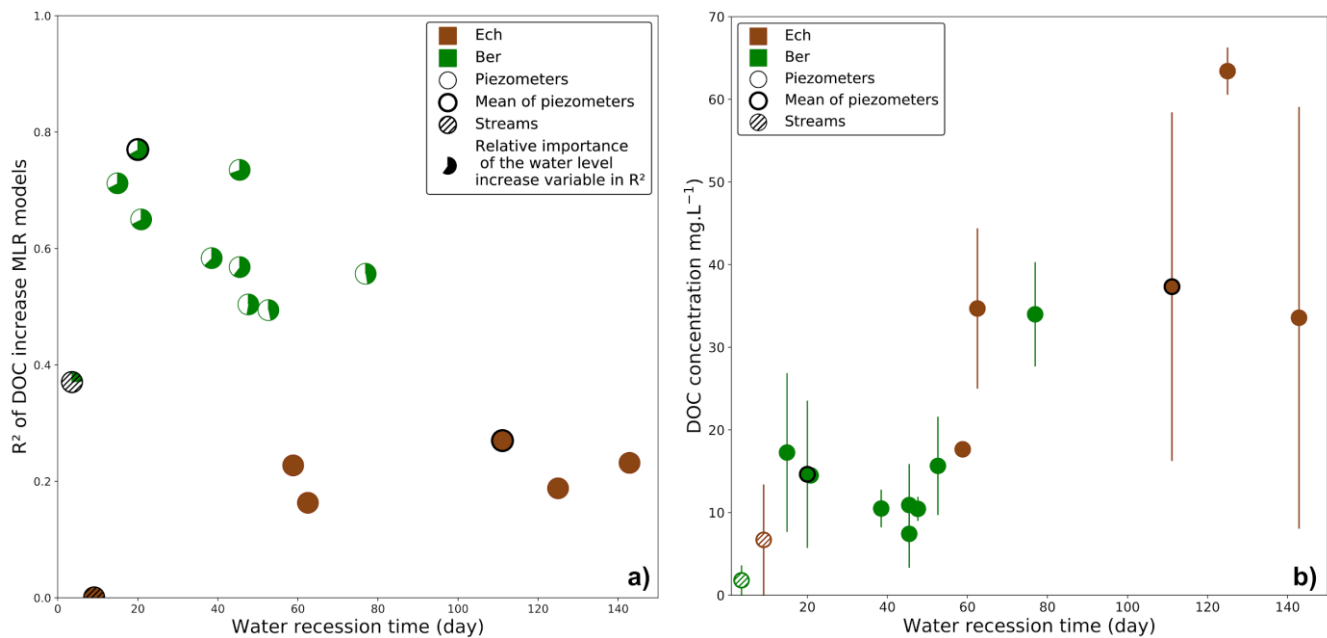 R² of DOC increase MLR models
1.0
0.8
0.6
0.4
0.2
0.0
Ech
Ber
Piezometers
Mean of piezometers
Streams
Relative importance
of the water level
increase variable in R²
a)
0 20 40 60 80 100 120 140
Water recession time (day)
DOC concentration mg.L⁻¹
70
60
50
40
30
20
10
0
Ech
Ber
Piezometers
Mean of piezometers
Streams
b)
20 40 60 80 100 120 140
Water recession time (day)